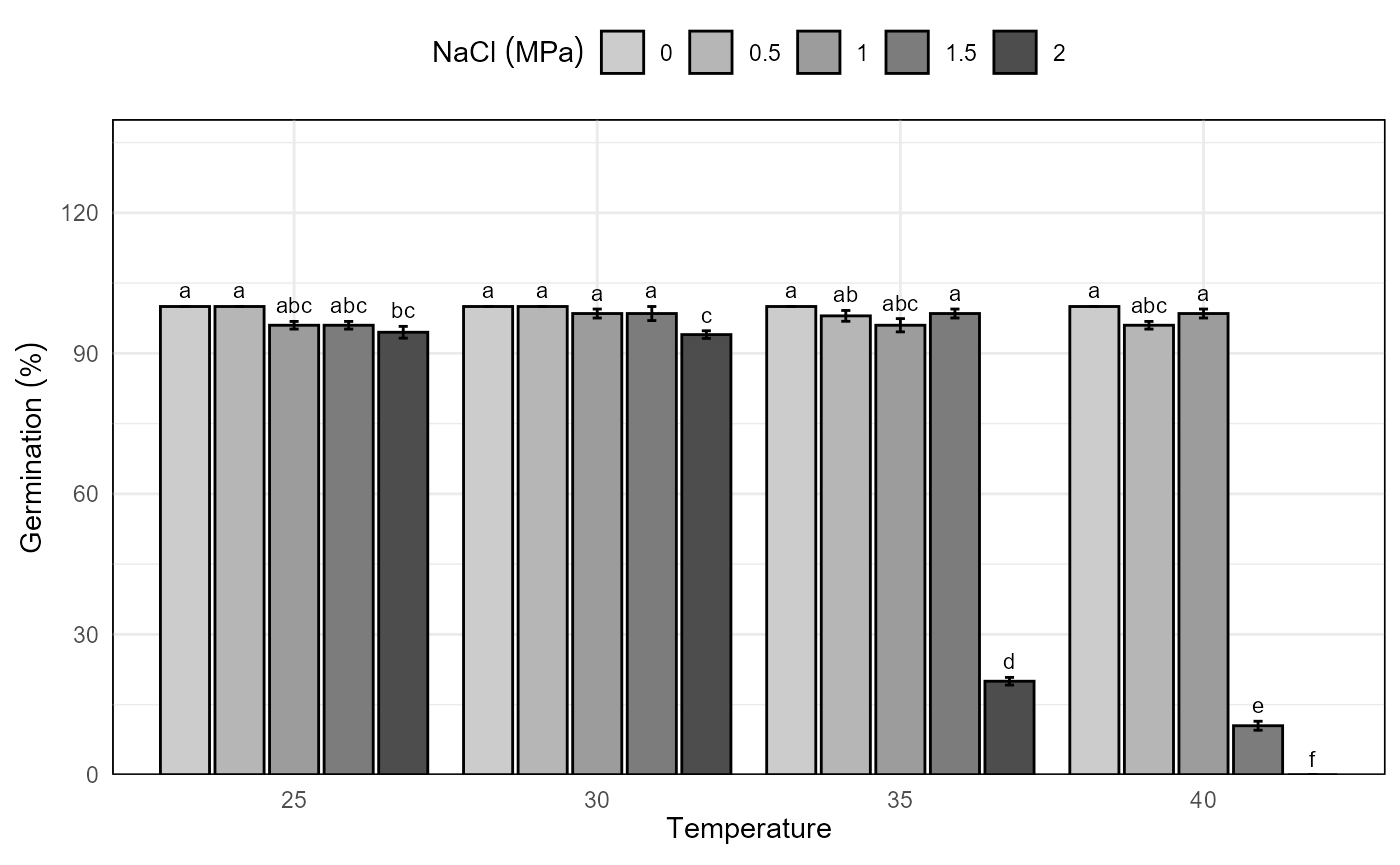 NaCl (MPa) 0 0.5 1 1.5 2
Germination (%)
120
90
60
30
0
a a abc abc bc
a a a a c
a ab abc a d
a abc a e f
25 30 35 40
Temperature